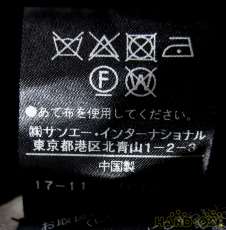 F W
●あて布を使用してください。
㈱サンエー・インターナショナル
東京都港区北青山1-2-3
中国製
17-11